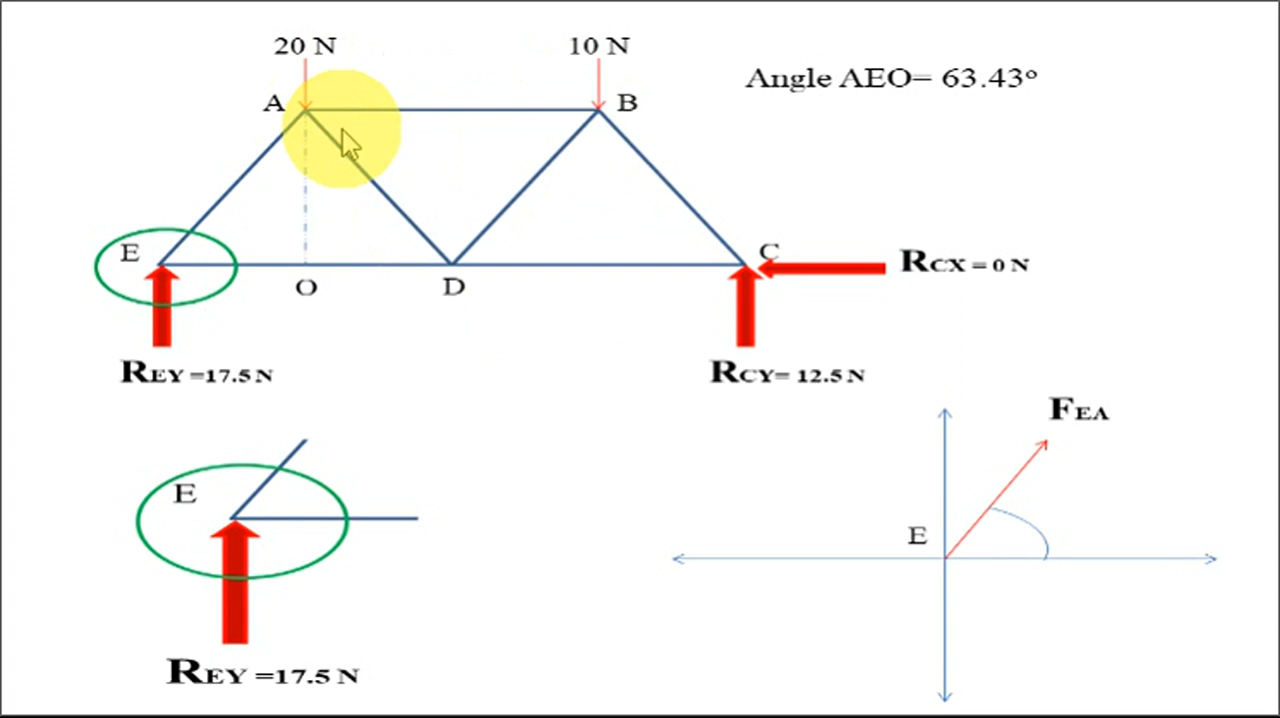 20 N
10 N
Angle AEO= 63.43°
A
B
E
C
RCX = 0 N
O
D
REY =17.5 N
RCY= 12.5 N
FEA
E
E
REY =17.5 N